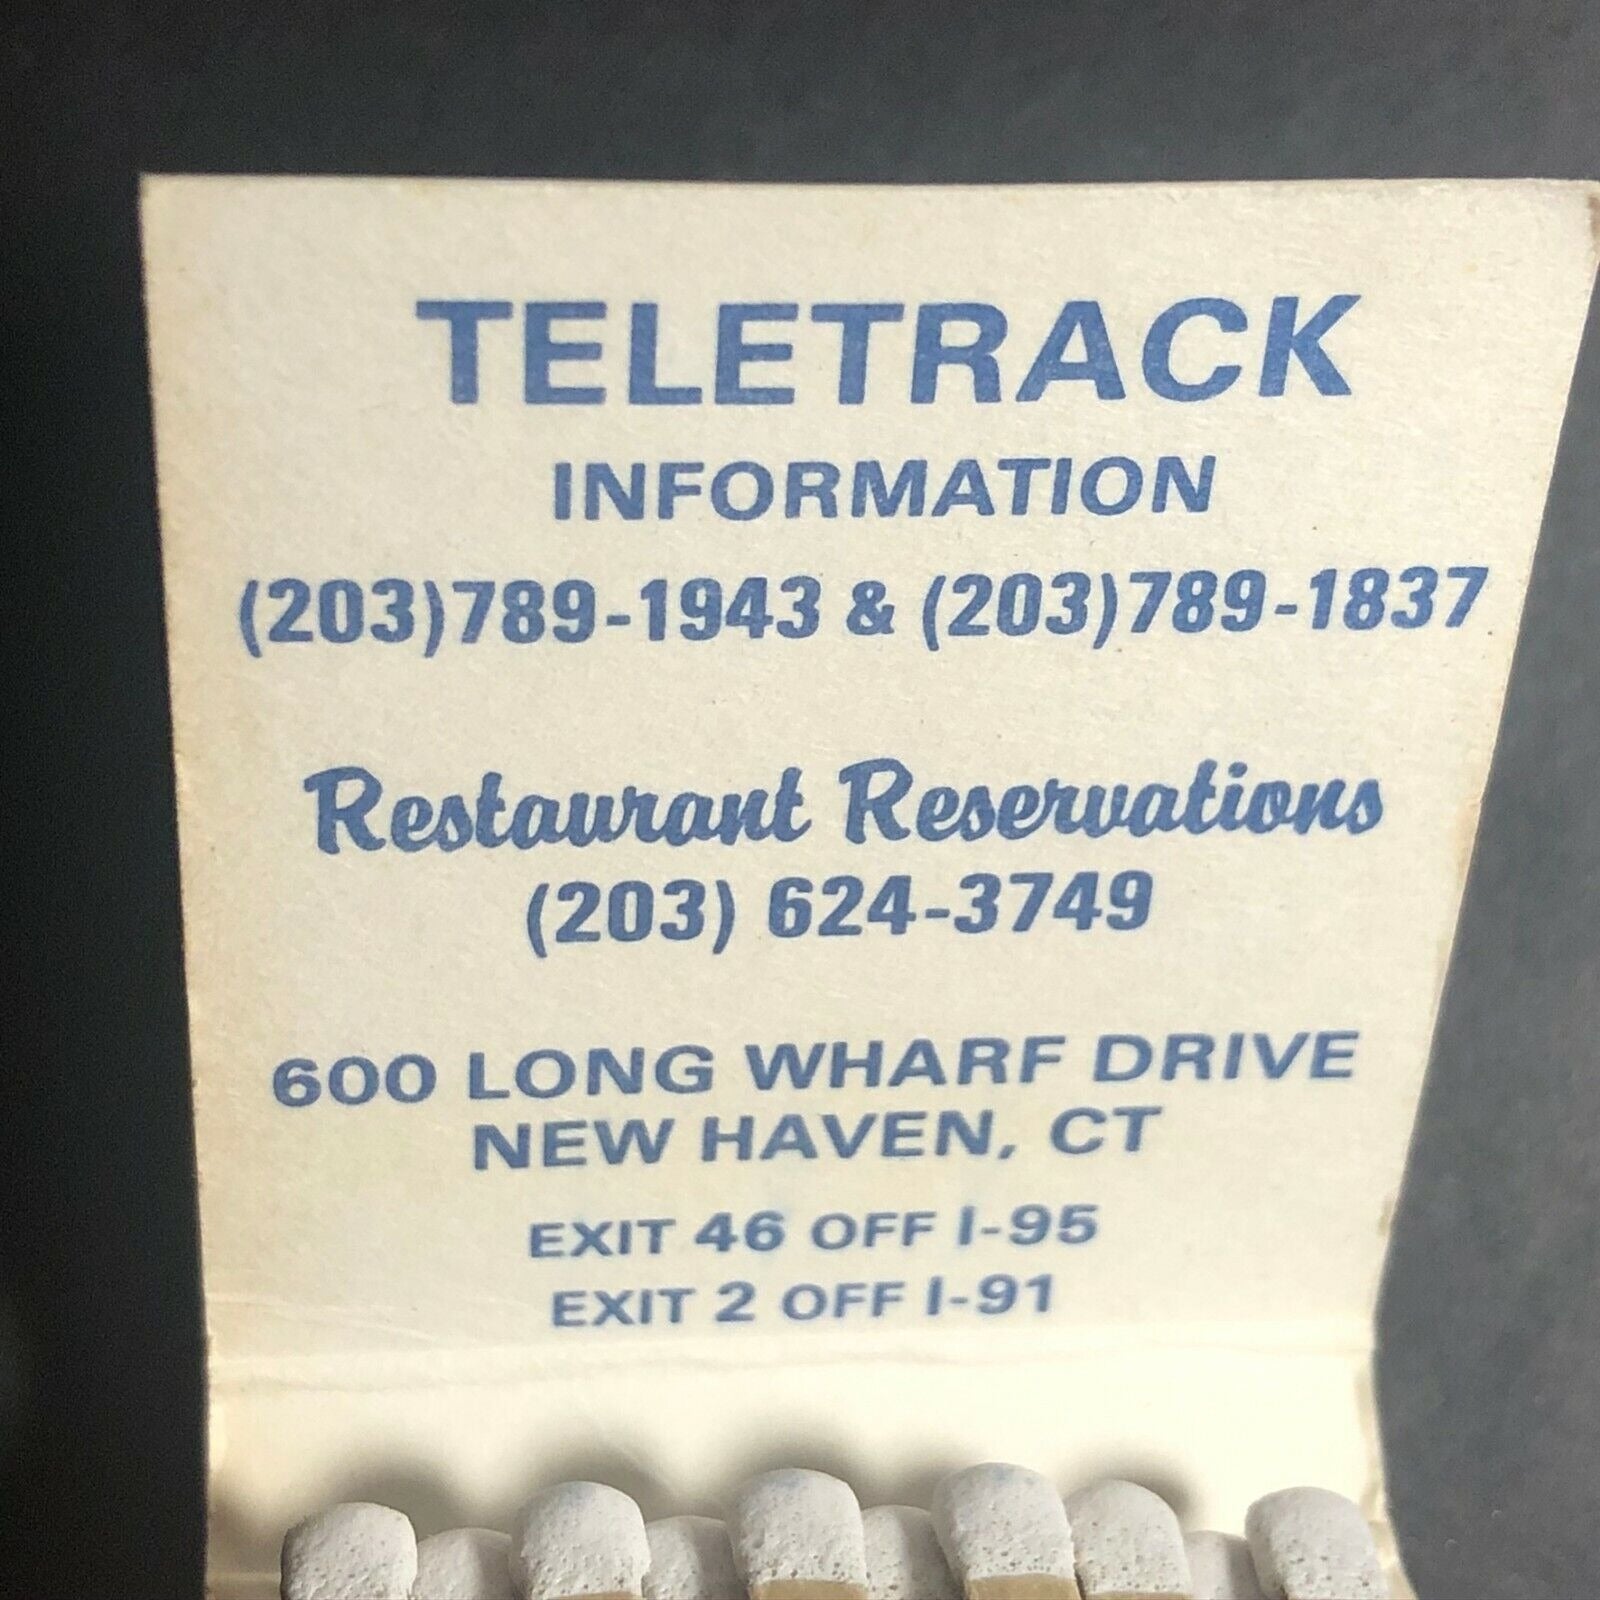 TELETRACK
INFORMATION
(203)789-1943 & (203)789-1837
Restaurant Reservations
(203) 624-3749
600 LONG WHARF DRIVE
NEW HAVEN, CT
EXIT 46 OFF I-95
EXIT 2 OFF I-91